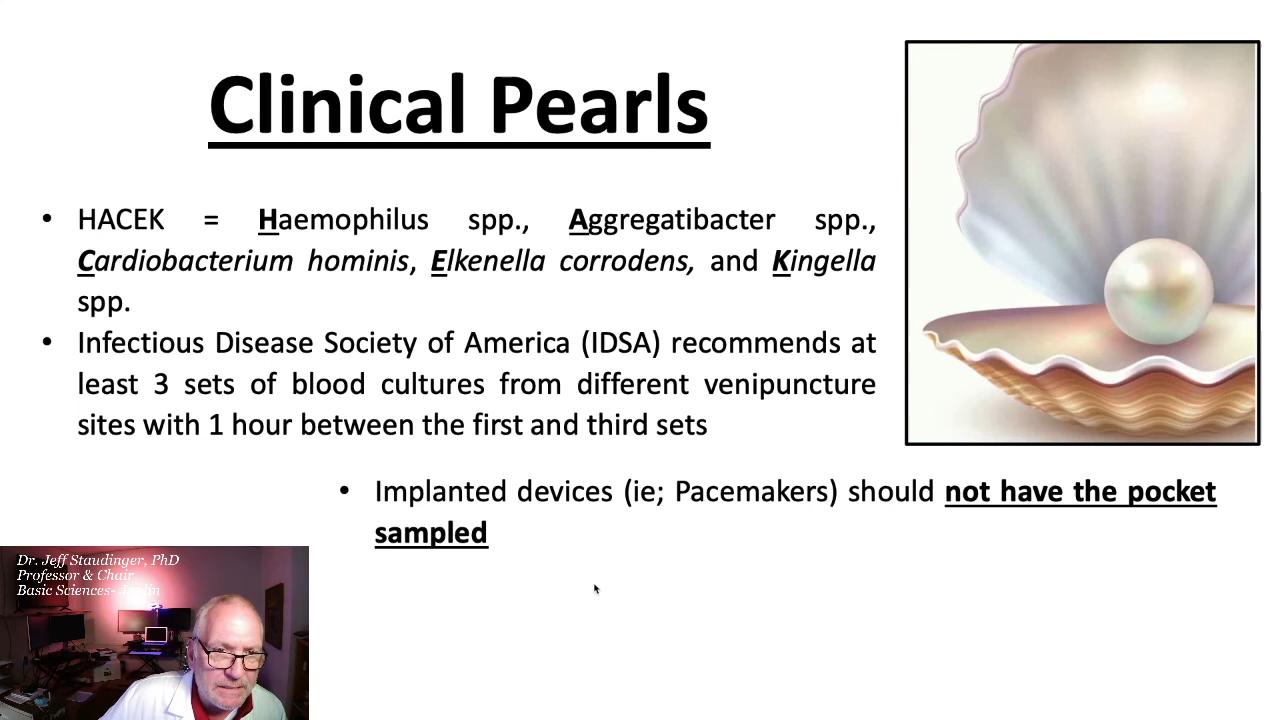 Clinical Pearls
• HACEK = Haemophilus spp., Aggregatibacter spp.,
Cardiobacterium hominis, Elkenella corrodens, and Kingella
spp.
• Infectious Disease Society of America (IDSA) recommends at
least 3 sets of blood cultures from different venipuncture
sites with 1 hour between the first and third sets
• Implanted devices (ie; Pacemakers) should not have the pocket
sampled
Dr. Jeff Staudinger, PhD
Professor & Chair
Basic Sciences- Joplin